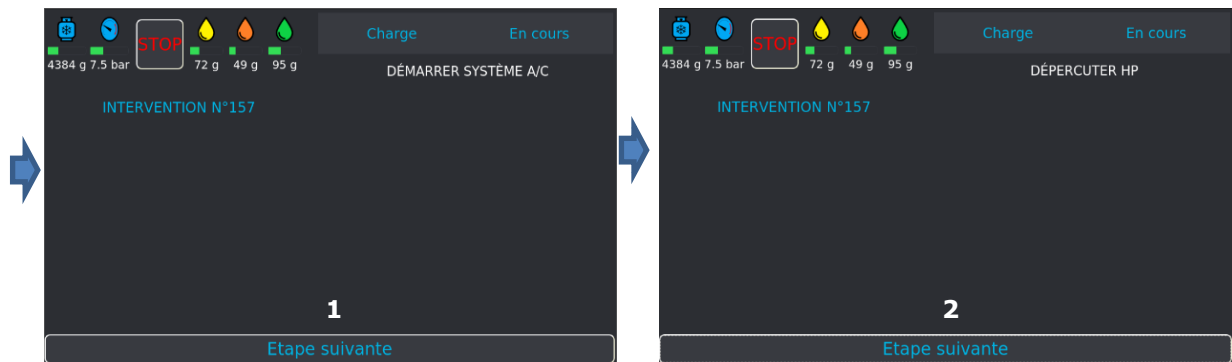 STOP
Charge En cours
4384 g 7.5 bar 72 g 49 g 95 g
DÉMARRER SYSTÈME A/C
INTERVENTION N°157
1
Etape suivante
STOP
Charge En cours
4384 g 7.5 bar 72 g 49 g 95 g
DÉPERCUTER HP
INTERVENTION N°157
2
Etape suivante